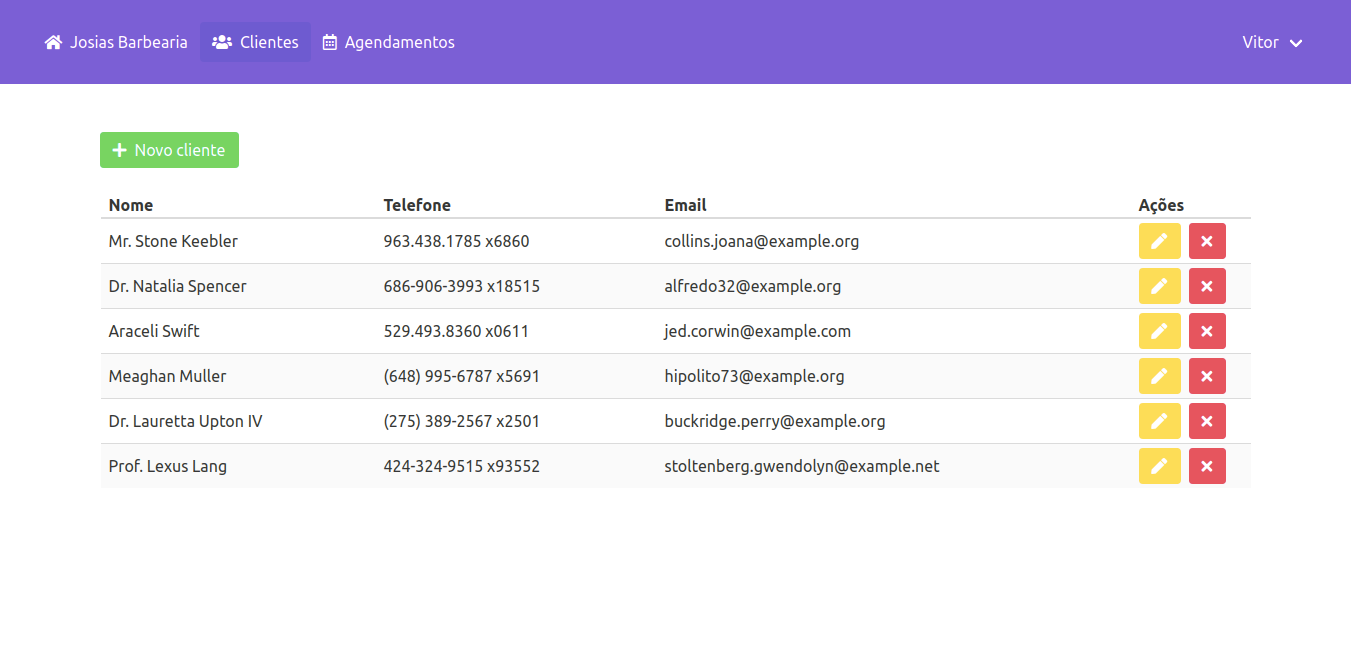 Josias Barbearia Clientes Agendamentos Vitor
Novo cliente
Nome Telefone Email Ações
Mr. Stone Keebler 963.438.1785 x6860 collins.joana@example.org
Dr. Natalia Spencer 686-906-3993 x18515 alfredo32@example.org
Araceli Swift 529.493.8360 x0611 jed.corwin@example.com
Meaghan Muller (648) 995-6787 x5691 hipolito73@example.org
Dr. Lauretta Upton IV (275) 389-2567 x2501 buckridge.perry@example.org
Prof. Lexus Lang 424-324-9515 x93552 stoltenberg.gwendolyn@example.net